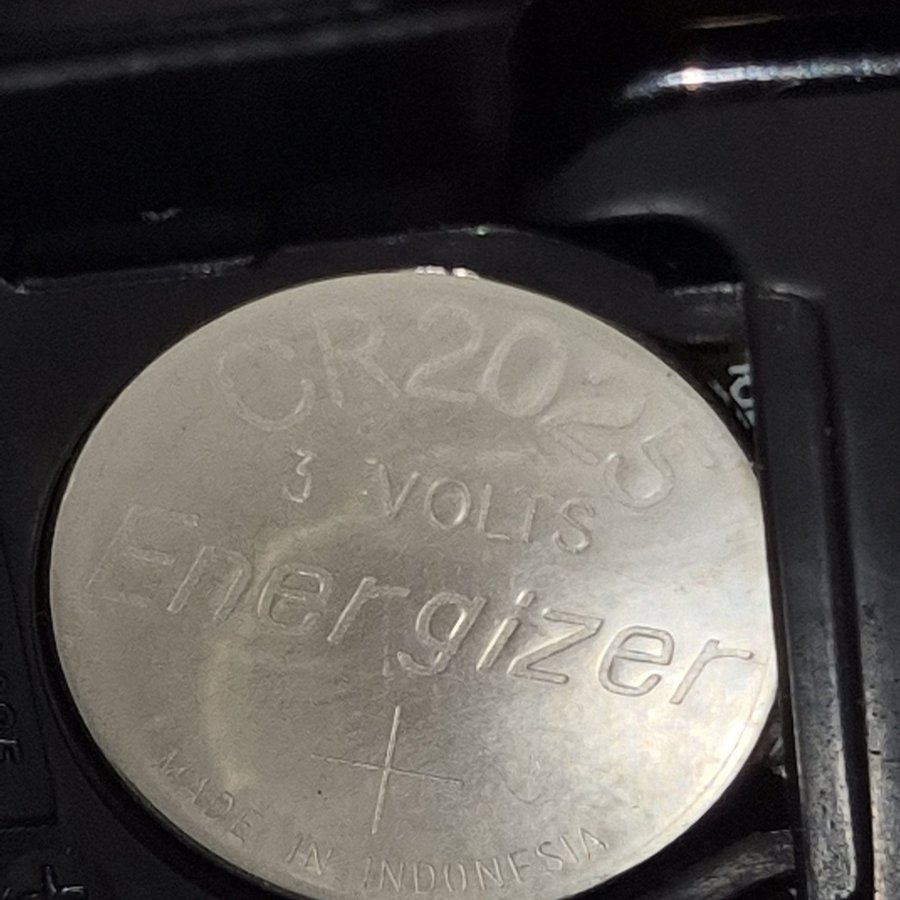 CR2025
3 VOLTS
Energizer
+
MADE IN INDONESIA